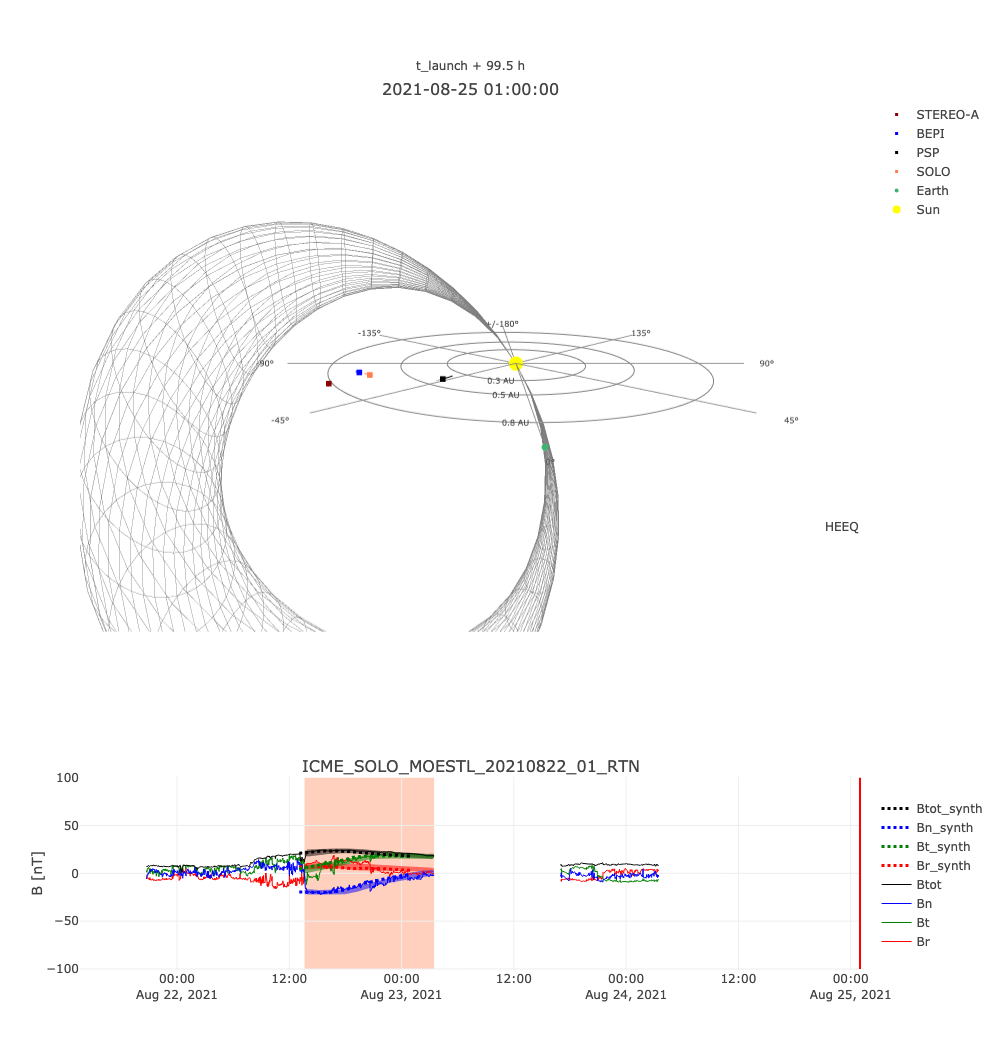 t_launch + 99.5 h
2021-08-25 01:00:00
STEREO-A
BEPI
PSP
SOLO
Earth
Sun
+/-180°
-135°
135°
-90°
90°
0.3 AU
0.5 AU
-45°
0.8 AU
45°
0°
HEEQ
ICME_SOLO_MOESTL_20210822_01_RTN
B [nT]
100
50
0
−50
−100
Btot_synth
Bn_synth
Bt_synth
Br_synth
Btot
Bn
Bt
Br
00:00 12:00 00:00 12:00 00:00 12:00 00:00
Aug 22, 2021 Aug 23, 2021 Aug 24, 2021 Aug 25, 2021